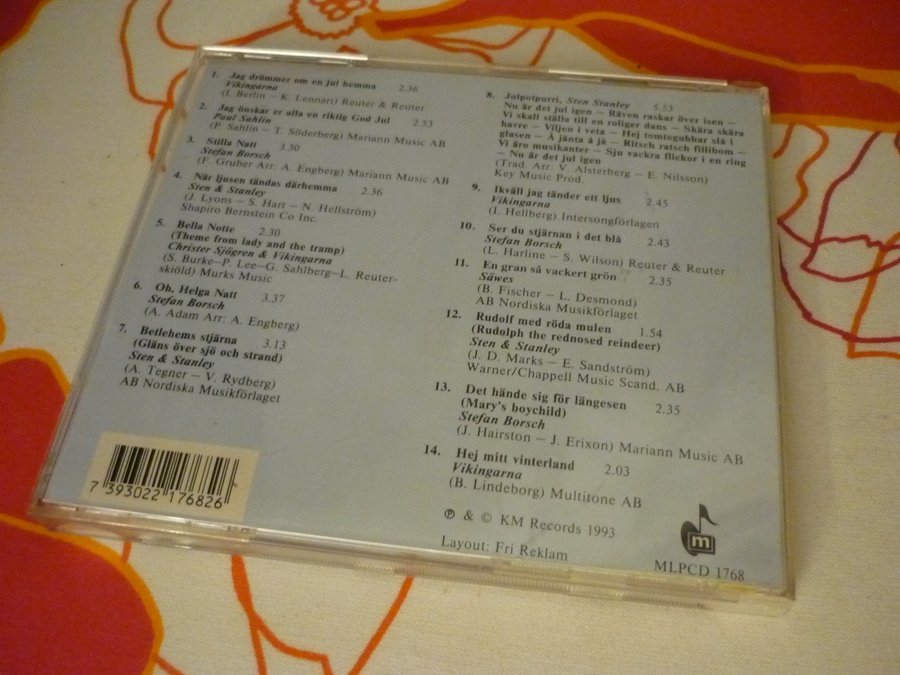 1. Jag drömmer om en jul hemma 2.36
Vikingarna
(I. Berlin – K. Lennart) Reuter & Reuter
2. Jag önskar er alla en riktig God Jul 2.53
Paul Sahlin
(P. Sahlin – T. Söderberg) Mariann Music AB
3. Stilla Natt 3.30
Stefan Borsch
(F. Gruber Arr: A. Engberg) Mariann Music AB
4. När ljusen tändas därhemma 2.36
Sten & Stanley
(J. Lyons – S. Hart – N. Hellström)
Shapiro Bernstein Co Inc.
5. Bella Notte 2.30
(Theme from lady and the tramp)
Christer Sjögren & Vikingarna
(S. Burke–P. Lee–G. Sahlberg–L. Reuter-
skiöld) Murks Music
6. Oh, Helga Natt 3.37
Stefan Borsch
(A. Adam Arr: A. Engberg)
7. Betlehems stjärna 3.13
(Gläns över sjö och strand)
Sten & Stanley
(A. Tegner – V. Rydberg)
AB Nordiska Musikförlaget
7 393022 176826
8. Julpotpurri, Sten Stanley 5.53
Nu är det jul igen – Räven raskar över isen –
Vi skall ställa till en roliger dans – Skära skära
havre – Viljen i veta – Hej tomtegubbar slå i
glasen – Å jänta å jå – Ritsch ratsch fillibom –
Vi äro musikanter – Sju vackra flickor i en ring
– Nu är det jul igen
(Trad. Arr: V. Alsterberg – E. Nilsson)
Key Music Prod.
9. Ikväll jag tänder ett ljus 2.45
Vikingarna
(I. Hellberg) Intersongförlagen
10. Ser du stjärnan i det blå 2.43
Stefan Borsch
(L. Harline – S. Wilson) Reuter & Reuter
11. En gran så vackert grön 2.35
Säwes
(B. Fischer – L. Desmond)
AB Nordiska Musikförlaget
12. Rudolf med röda mulen 1.54
(Rudolph the rednosed reindeer)
Sten & Stanley
(J. D. Marks – E. Sandström)
Warner/Chappell Music Scand. AB
13. Det hände sig för längesen 2.35
(Mary's boychild)
Stefan Borsch
(J. Hairston – J. Erixon) Mariann Music AB
14. Hej mitt vinterland 2.03
Vikingarna
(B. Lindeborg) Multitone AB
℗ & © KM Records 1993
Layout: Fri Reklam
m
MLPCD 1768